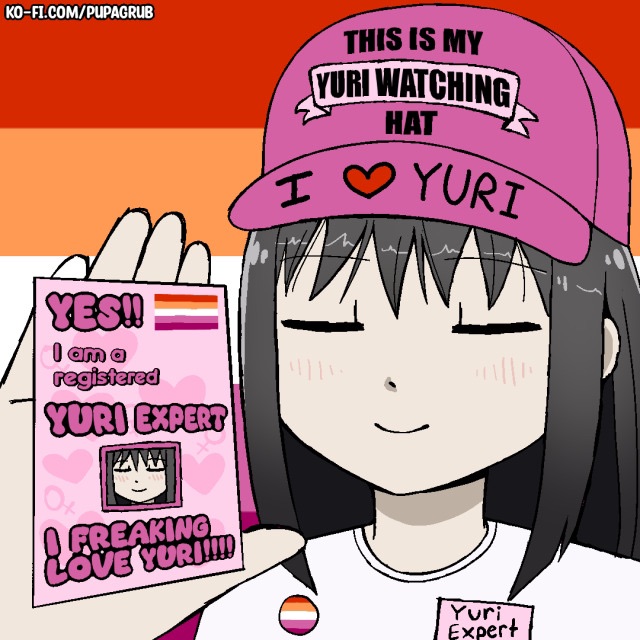 KO-FI.COM/PUPAGRUB
THIS IS MY
YURI WATCHING
HAT
I ❤ YURI
YES!!
I am a
registered
YURI EXPERT
I FREAKING
LOVE YURI!!!!
Yuri
Expert